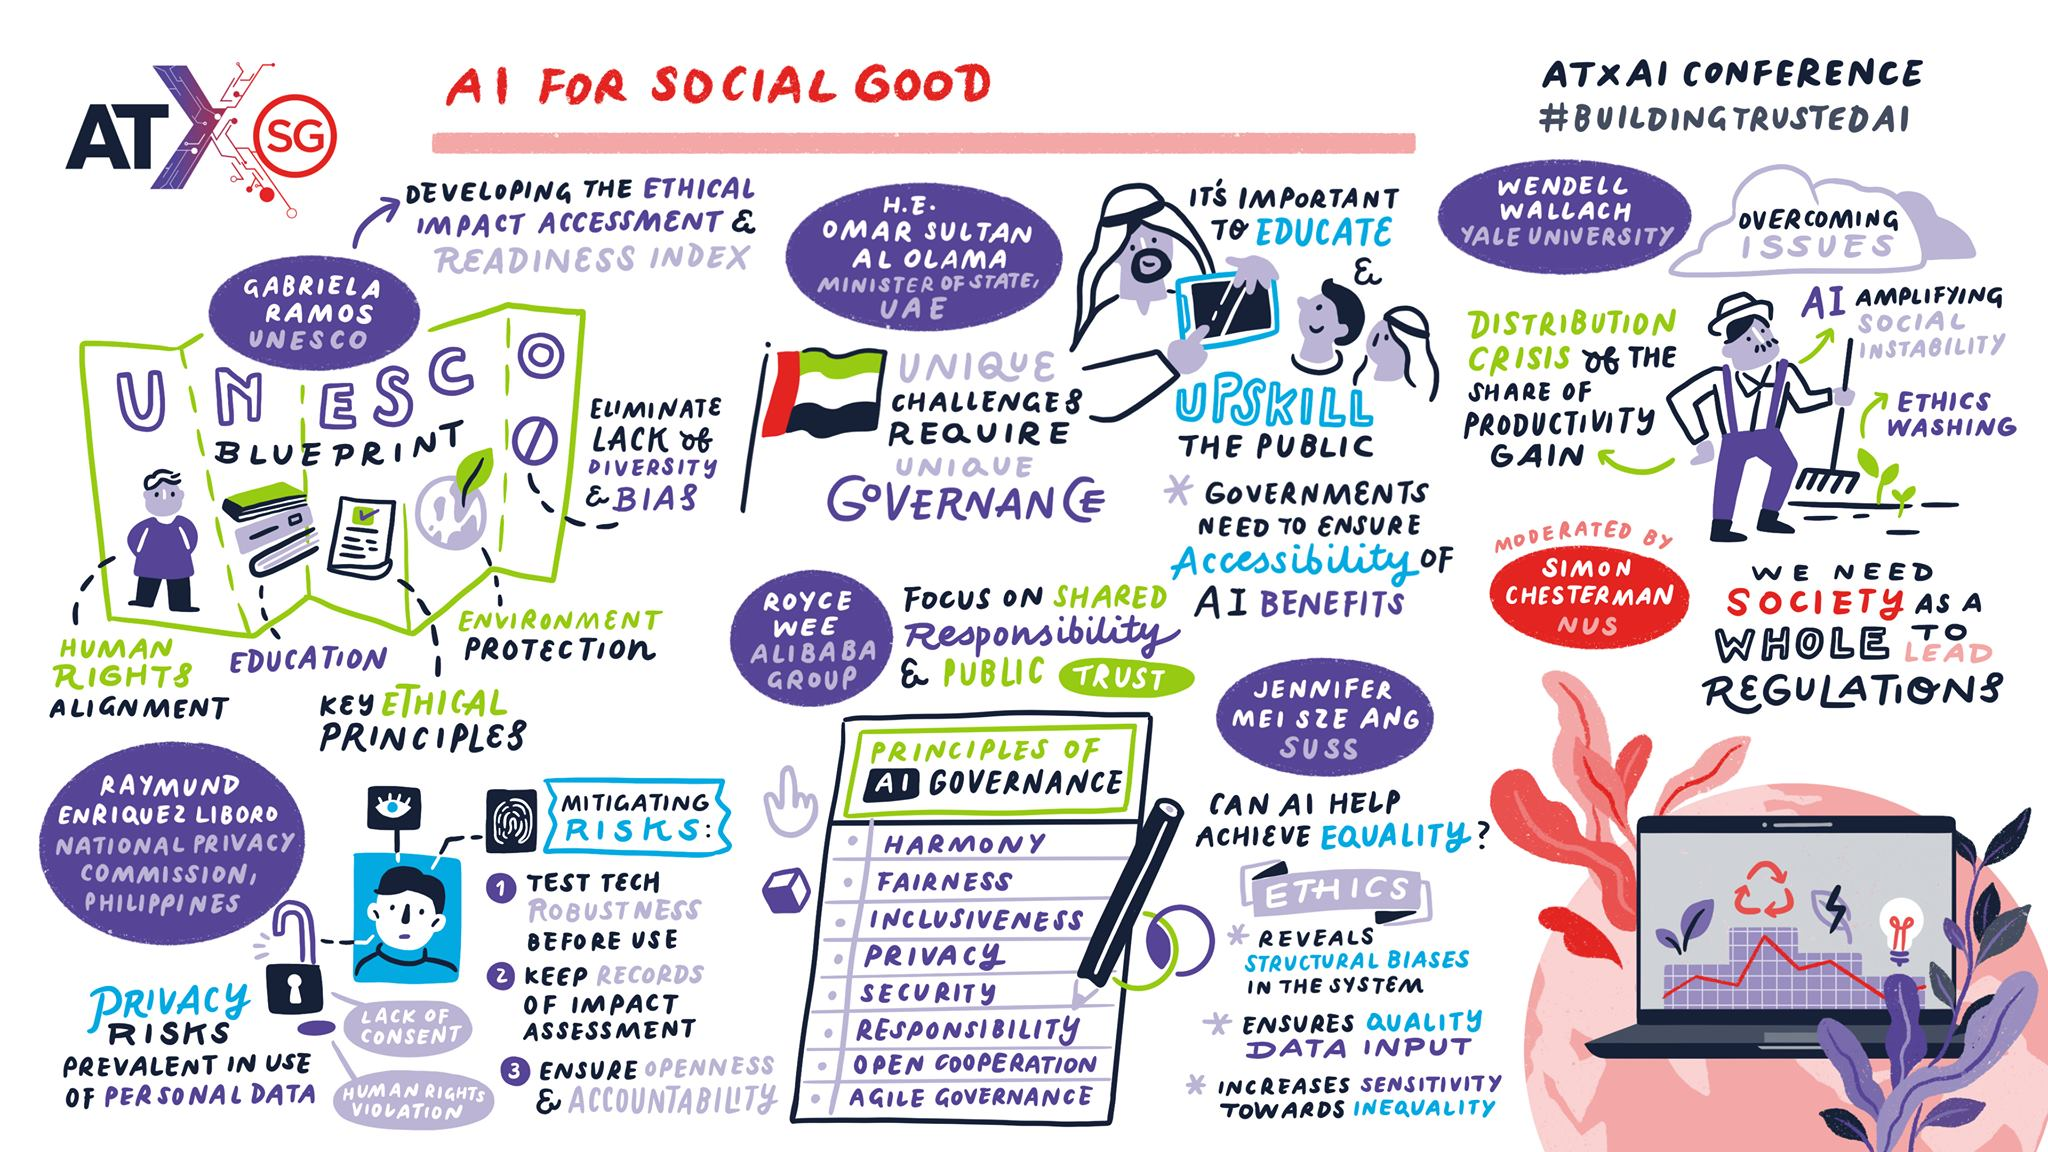 ATX SG
AI FOR SOCIAL GOOD
ATxAI CONFERENCE
#BUILDINGTRUSTEDAI
GABRIELA
RAMOS
UNESCO
DEVELOPING THE ETHICAL
IMPACT ASSESSMENT &
READINESS INDEX
UNESCO
BLUEPRINT
ELIMINATE
LACK of
DIVERSITY
& BIAS
HUMAN
RIGHTS
ALIGNMENT
EDUCATION
KEY ETHICAL
PRINCIPLES
ENVIRONMENT
PROTECTION
H.E.
OMAR SULTAN
AL OLAMA
MINISTER OF STATE,
UAE
UNIQUE
CHALLENGES
REQUIRE
UNIQUE
GOVERNANCE
IT'S IMPORTANT
TO EDUCATE
&
UPSKILL
THE PUBLIC
* GOVERNMENTS
NEED TO ENSURE
Accessibility OF
AI BENEFITS
WENDELL
WALLACH
YALE UNIVERSITY
OVERCOMING
ISSUES
DISTRIBUTION
CRISIS of THE
SHARE OF
PRODUCTIVITY
GAIN
AI AMPLIFYING
SOCIAL
INSTABILITY
ETHICS
WASHING
MODERATED BY
SIMON
CHESTERMAN
NUS
WE NEED
SOCIETY AS A
WHOLE TO
LEAD
REGULATIONS
RAYMUND
ENRIQUEZ LIBORO
NATIONAL PRIVACY
COMMISSION,
PHILIPPINES
PRIVACY
RISKS
PREVALENT IN USE
OF PERSONAL DATA
LACK OF
CONSENT
HUMAN RIGHTS
VIOLATION
MITIGATING
RISKS:
1 TEST TECH
ROBUSTNESS
BEFORE USE
2 KEEP RECORDS
OF IMPACT
ASSESSMENT
3 ENSURE OPENNESS
& ACCOUNTABILITY
ROYCE
WEE
ALIBABA
GROUP
FOCUS ON SHARED
Responsibility
& PUBLIC TRUST
PRINCIPLES OF
AI GOVERNANCE
HARMONY
FAIRNESS
INCLUSIVENESS
PRIVACY
SECURITY
RESPONSIBILITY
OPEN COOPERATION
AGILE GOVERNANCE
JENNIFER
MEI SZE ANG
SUSS
CAN AI HELP
ACHIEVE EQUALITY?
ETHICS
* REVEALS
STRUCTURAL BIASES
IN THE SYSTEM
* ENSURES QUALITY
DATA INPUT
* INCREASES SENSITIVITY
TOWARDS INEQUALITY